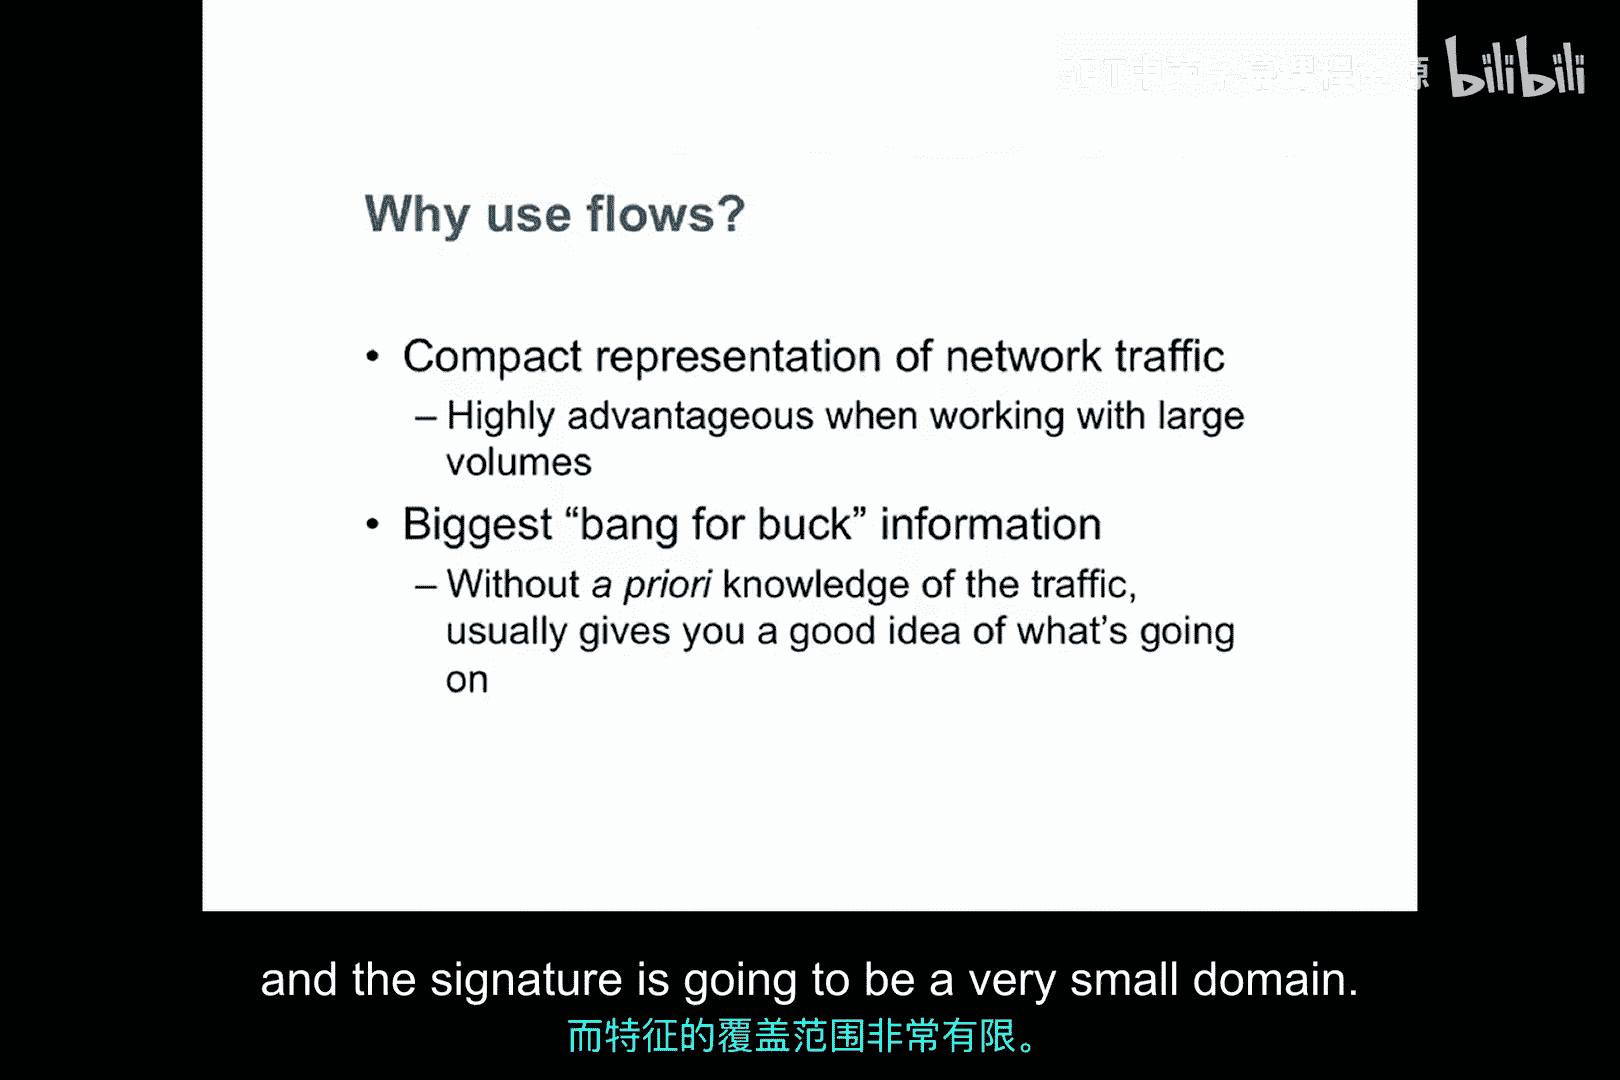 bilibili
Why use flows?
• Compact representation of network traffic
– Highly advantageous when working with large
volumes
• Biggest “bang for buck” information
– Without a priori knowledge of the traffic,
usually gives you a good idea of what’s going
on
and the signature is going to be a very small domain.
而特征的覆盖范围非常有限。